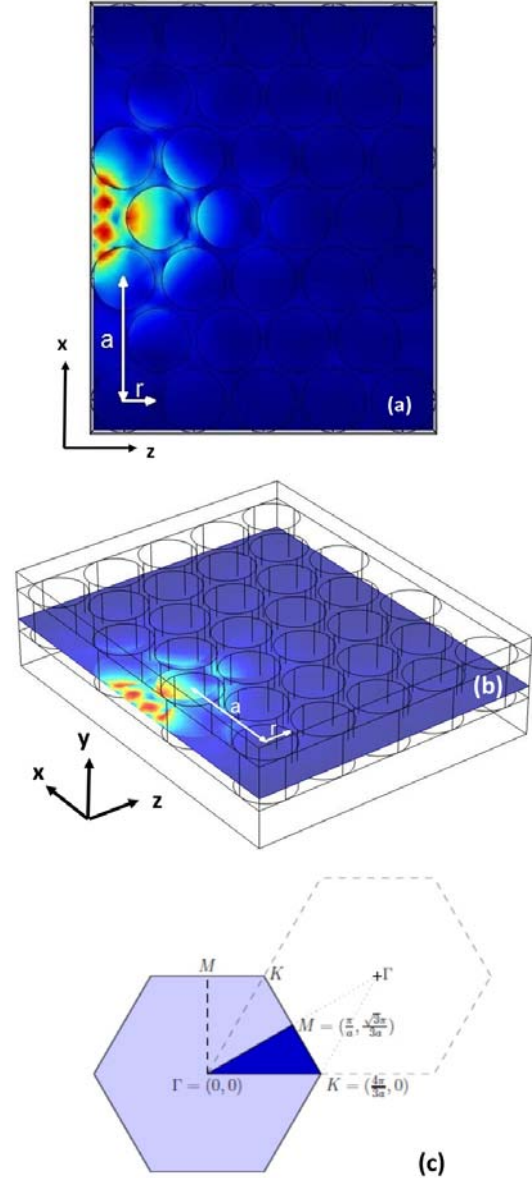 a
r
(a)
x
z
a
r
(b)
y
x
z
M
K
Γ
M = (π/a, √3π/3a)
Γ = (0, 0)
K = (4π/3a, 0)
(c)